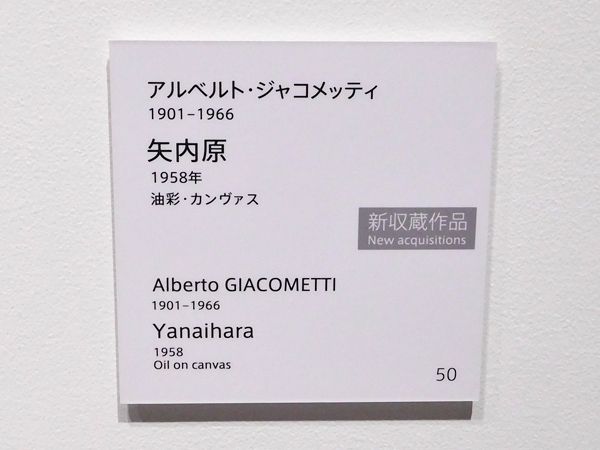 アルベルト・ジャコメッティ
1901–1966
矢内原
1958年
油彩・カンヴァス
新収蔵作品
New acquisitions
Alberto GIACOMETTI
1901–1966
Yanaihara
1958
Oil on canvas
50